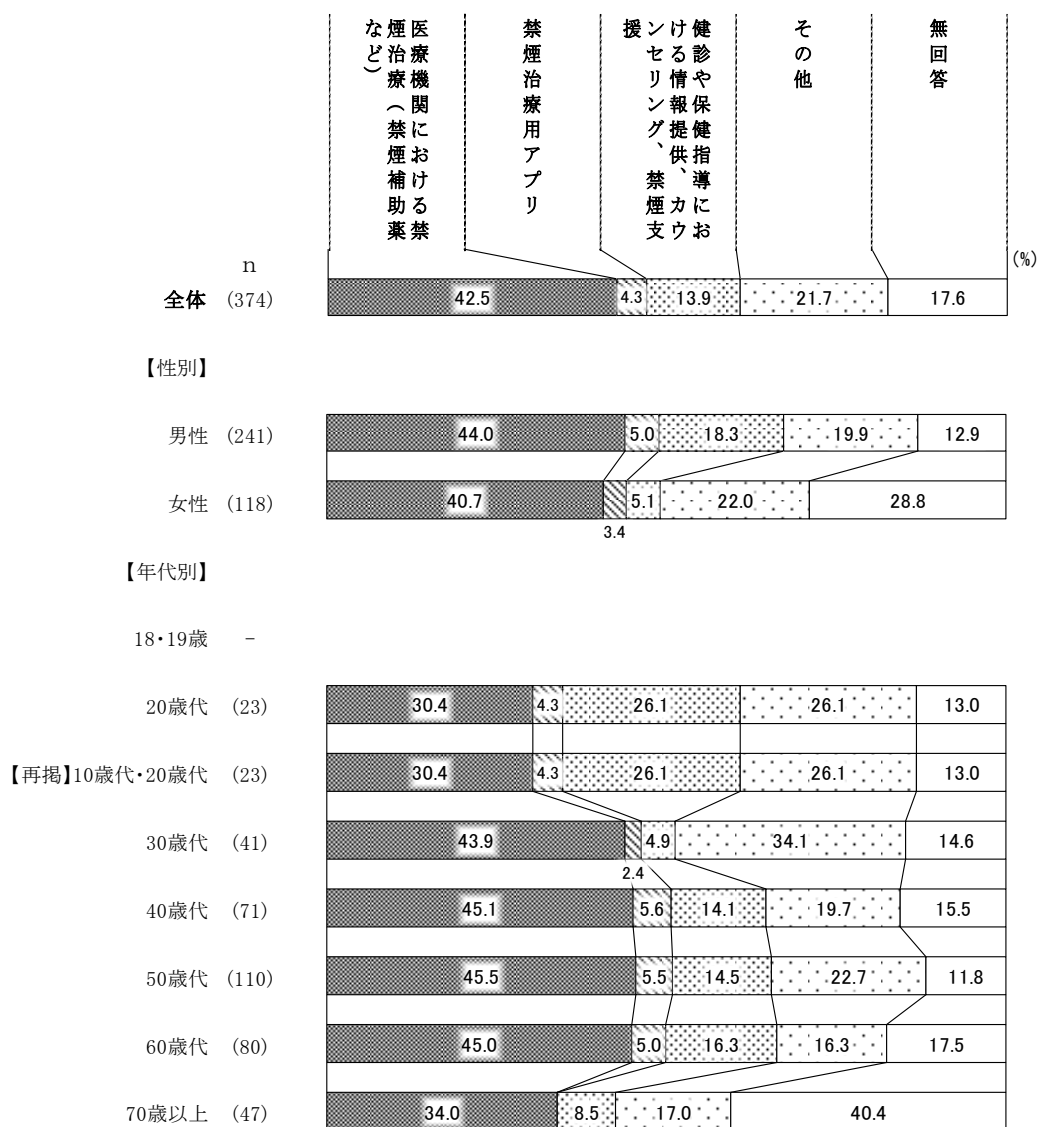 医療機関における禁
煙治療（禁煙補助薬
など）
禁煙治療用アプリ
健診や保健指導にお
ける情報提供、カウ
ンセリング、禁煙支
援
その他
無回答
(%)
n
全体 (374) 42.5 4.3 13.9 21.7 17.6
【性別】
男性 (241) 44.0 5.0 18.3 19.9 12.9
女性 (118) 40.7 5.1 22.0 28.8
3.4
【年代別】
18・19歳 －
20歳代 (23) 30.4 4.3 26.1 26.1 13.0
【再掲】10歳代・20歳代 (23) 30.4 4.3 26.1 26.1 13.0
30歳代 (41) 43.9 4.9 34.1 14.6
2.4
40歳代 (71) 45.1 5.6 14.1 19.7 15.5
50歳代 (110) 45.5 5.5 14.5 22.7 11.8
60歳代 (80) 45.0 5.0 16.3 16.3 17.5
70歳以上 (47) 34.0 8.5 17.0 40.4